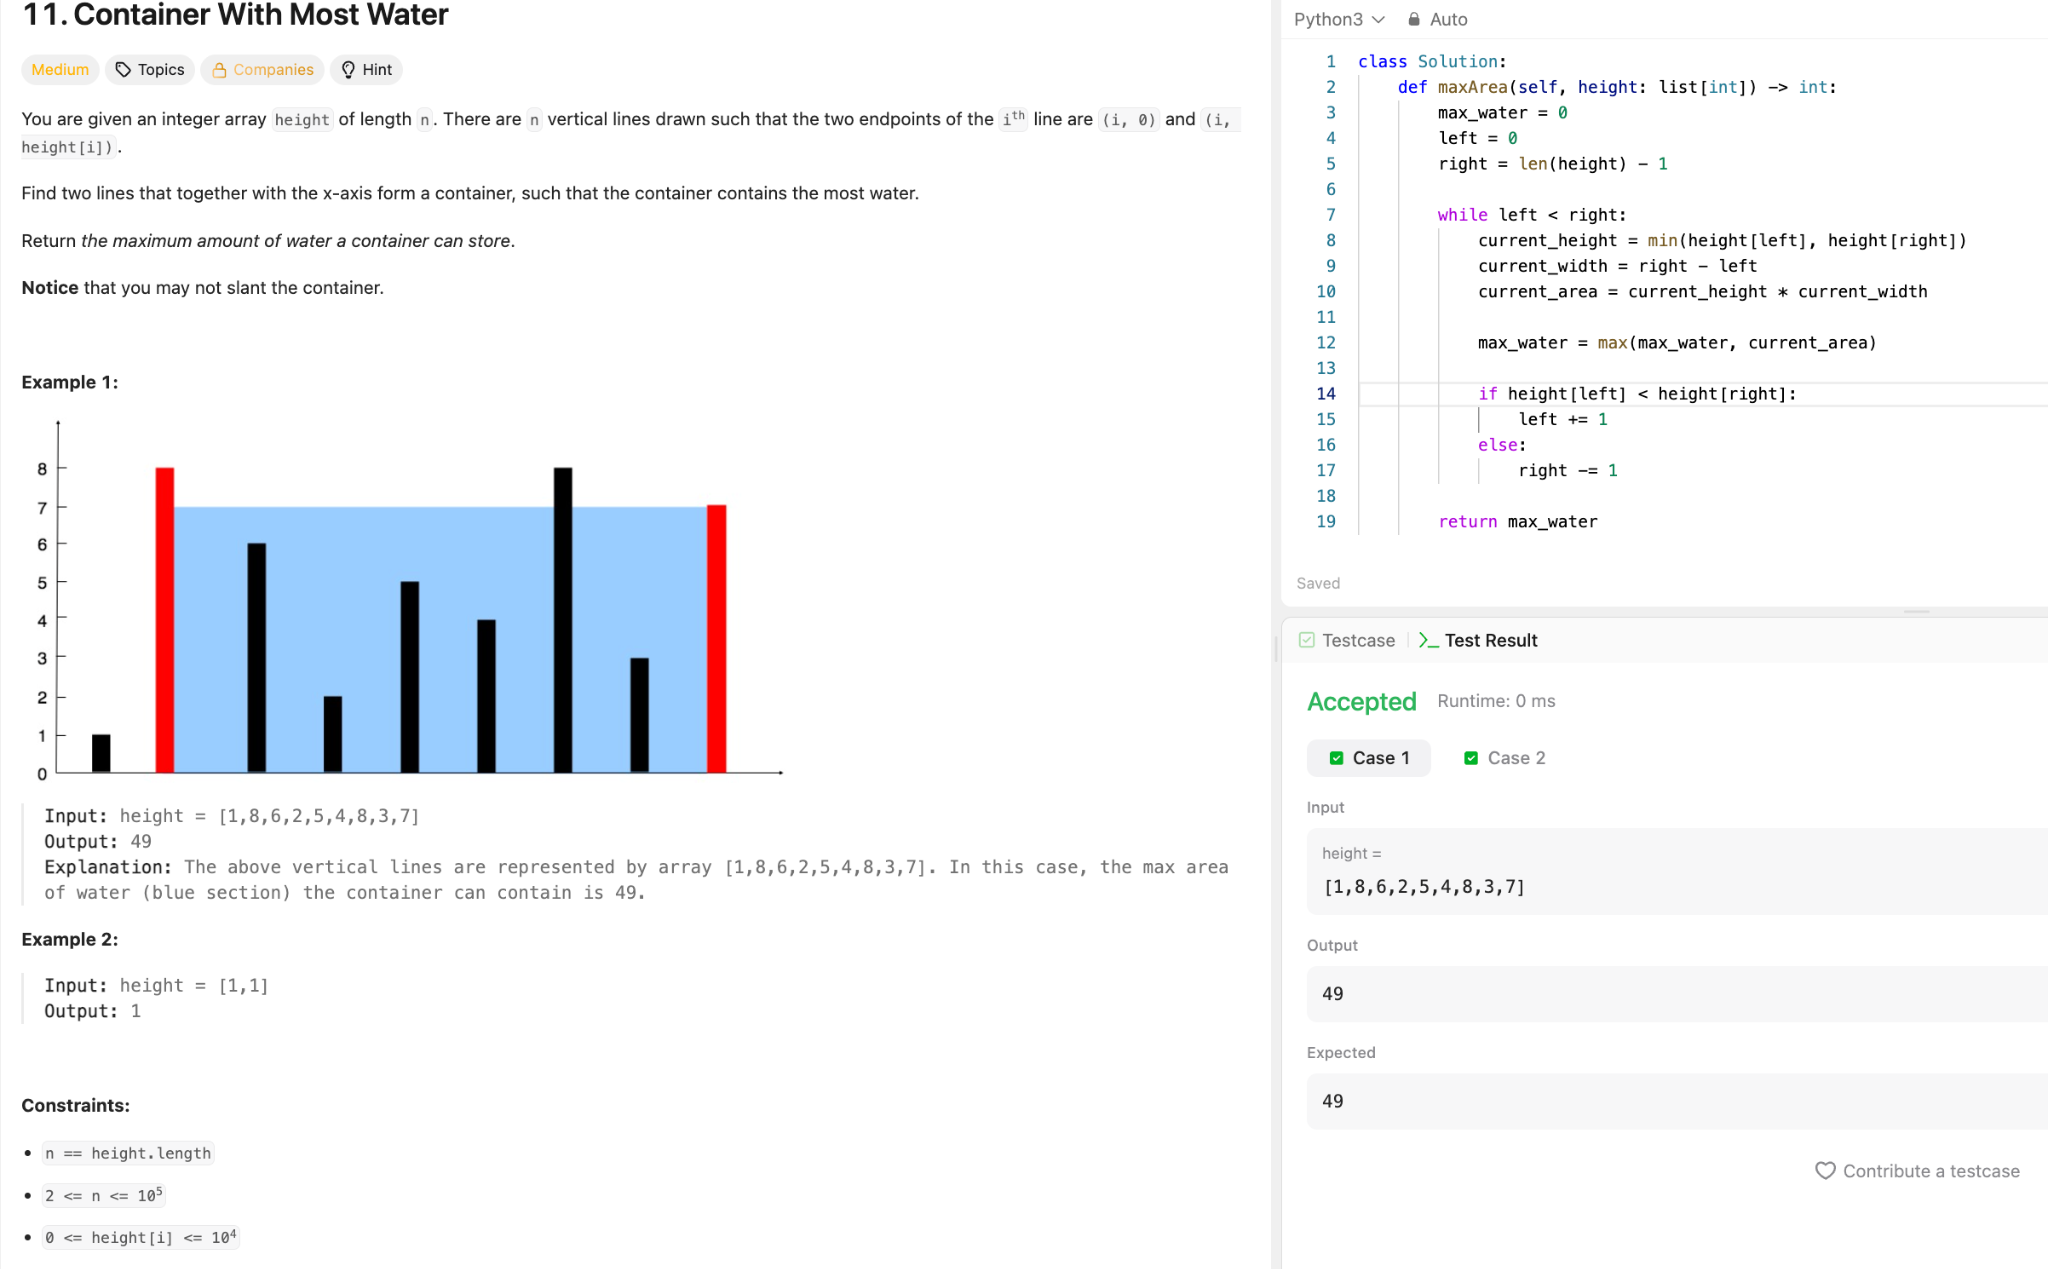 11. Container With Most Water
Medium Topics Companies Hint
You are given an integer array height of length n. There are n vertical lines drawn such that the two endpoints of the ith line are (i, 0) and (i,
height[i]).
Find two lines that together with the x-axis form a container, such that the container contains the most water.
Return the maximum amount of water a container can store.
Notice that you may not slant the container.
Example 1:
8
7
6
5
4
3
2
1
0
Input: height = [1,8,6,2,5,4,8,3,7]
Output: 49
Explanation: The above vertical lines are represented by array [1,8,6,2,5,4,8,3,7]. In this case, the max area
of water (blue section) the container can contain is 49.
Example 2:
Input: height = [1,1]
Output: 1
Constraints:
• n == height.length
• 2 <= n <= 10^5
• 0 <= height[i] <= 10^4
Python3 Auto
1 class Solution:
2     def maxArea(self, height: list[int]) -> int:
3         max_water = 0
4         left = 0
5         right = len(height) - 1
6
7         while left < right:
8             current_height = min(height[left], height[right])
9             current_width = right - left
10             current_area = current_height * current_width
11
12             max_water = max(max_water, current_area)
13
14             if height[left] < height[right]:
15                 left += 1
16             else:
17                 right -= 1
18
19         return max_water
Saved
Testcase >_ Test Result
Accepted Runtime: 0 ms
Case 1 Case 2
Input
height =
[1,8,6,2,5,4,8,3,7]
Output
49
Expected
49
Contribute a testcase